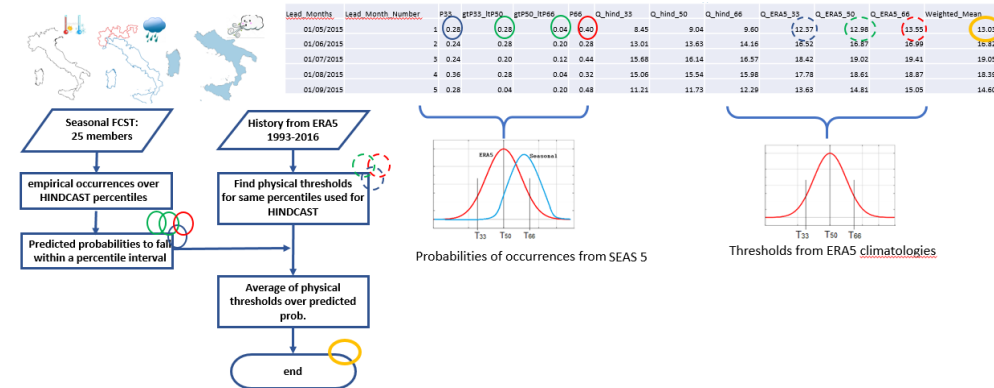 Lead_Months Lead_Month_Number P33 gtP33_ltP50 gtP50_ltP66 P66 Q_hind_33 Q_hind_50 Q_hind_66 Q_ERA5_33 Q_ERA5_50 Q_ERA5_66 Weighted_Mean
01/05/2015 1 0.28 0.28 0.04 0.40 8.45 9.04 9.60 12.37 12.98 13.55 13.03
01/06/2015 2 0.24 0.28 0.20 0.28 13.01 13.63 14.16 16.52 16.87 16.99 16.82
01/07/2015 3 0.24 0.20 0.12 0.44 15.68 16.14 16.57 18.42 19.02 19.41 19.05
01/08/2015 4 0.36 0.28 0.04 0.32 15.06 15.54 15.98 17.78 18.61 18.87 18.39
01/09/2015 5 0.28 0.04 0.20 0.48 11.21 11.73 12.29 13.63 14.81 15.05 14.60
Seasonal FCST:
25 members
History from ERA5
1993-2016
empirical occurrences over
HINDCAST percentiles
Find physical thresholds
for same percentiles used for
HINDCAST
Predicted probabilities to fall
within a percentile interval
Average of physical
thresholds over predicted
prob.
end
ERA5 Seasonal
T33 T50 T66
Probabilities of occurrences from SEAS 5
T33 T50 T66
Thresholds from ERA5 climatologies